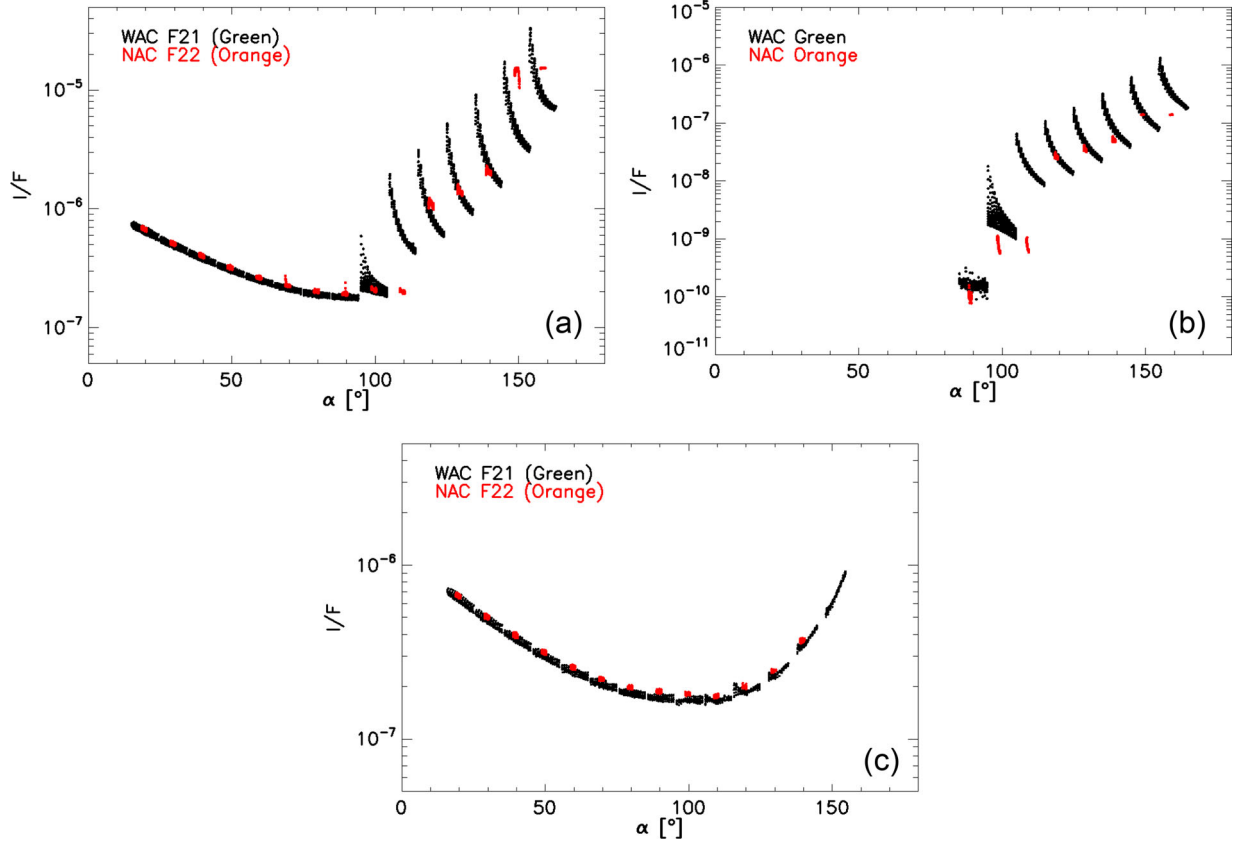 WAC F21 (Green)
NAC F22 (Orange)
10⁻⁵
10⁻⁶
10⁻⁷
I/F
0
50
100
150
α [°]
(a)
WAC Green
NAC Orange
10⁻⁵
10⁻⁶
10⁻⁷
10⁻⁸
10⁻⁹
10⁻¹⁰
10⁻¹¹
I/F
0
50
100
150
α [°]
(b)
WAC F21 (Green)
NAC F22 (Orange)
10⁻⁶
10⁻⁷
I/F
0
50
100
150
α [°]
(c)